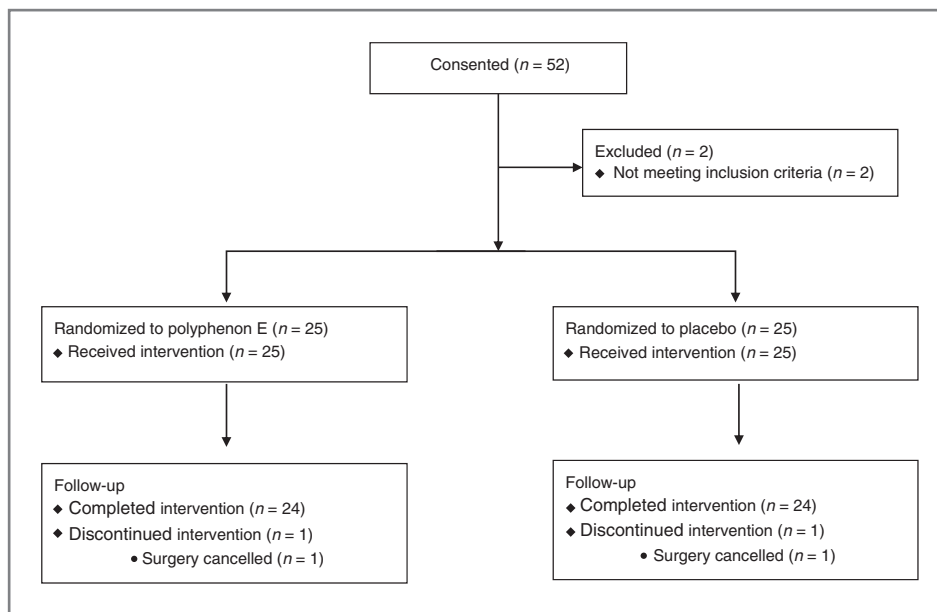 Consented (n = 52)
Excluded (n = 2)
◆ Not meeting inclusion criteria (n = 2)
Randomized to polyphenon E (n = 25)
◆ Received intervention (n = 25)
Randomized to placebo (n = 25)
◆ Received intervention (n = 25)
Follow-up
◆ Completed intervention (n = 24)
◆ Discontinued intervention (n = 1)
• Surgery cancelled (n = 1)
Follow-up
◆ Completed intervention (n = 24)
◆ Discontinued intervention (n = 1)
• Surgery cancelled (n = 1)